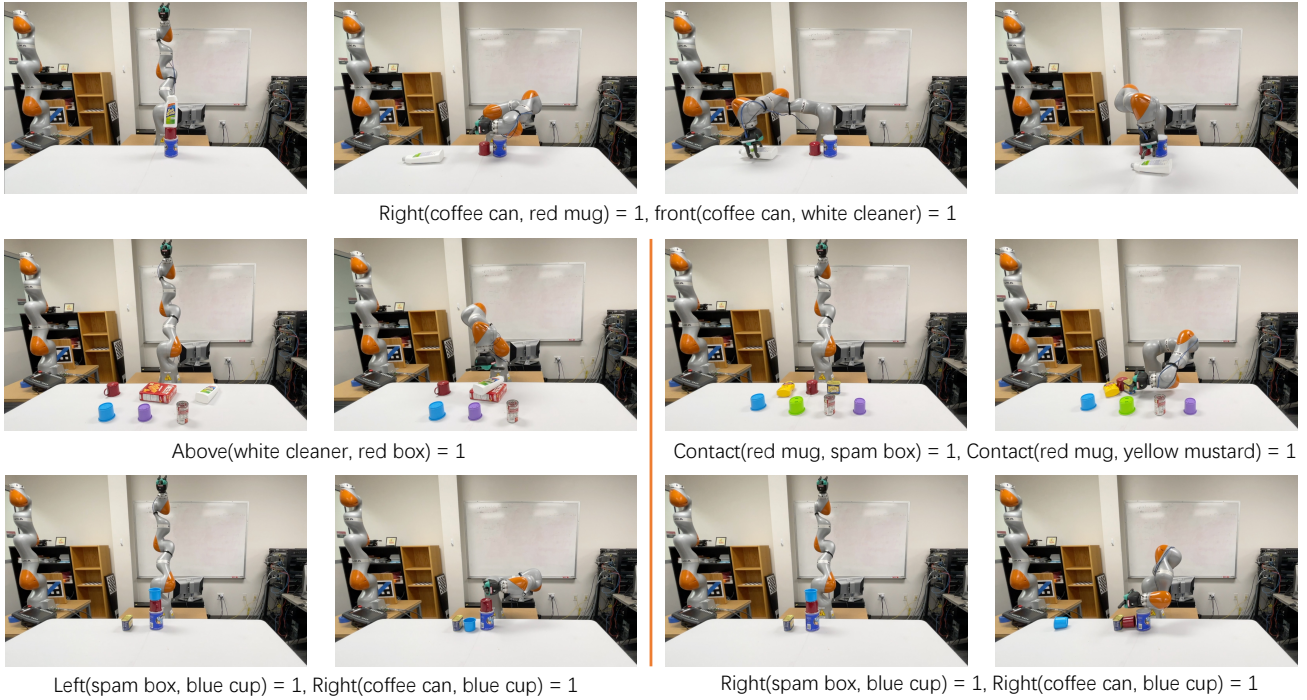 Right(coffee can, red mug) = 1, front(coffee can, white cleaner) = 1
Above(white cleaner, red box) = 1
Contact(red mug, spam box) = 1, Contact(red mug, yellow mustard) = 1
Left(spam box, blue cup) = 1, Right(coffee can, blue cup) = 1
Right(spam box, blue cup) = 1, Right(coffee can, blue cup) = 1